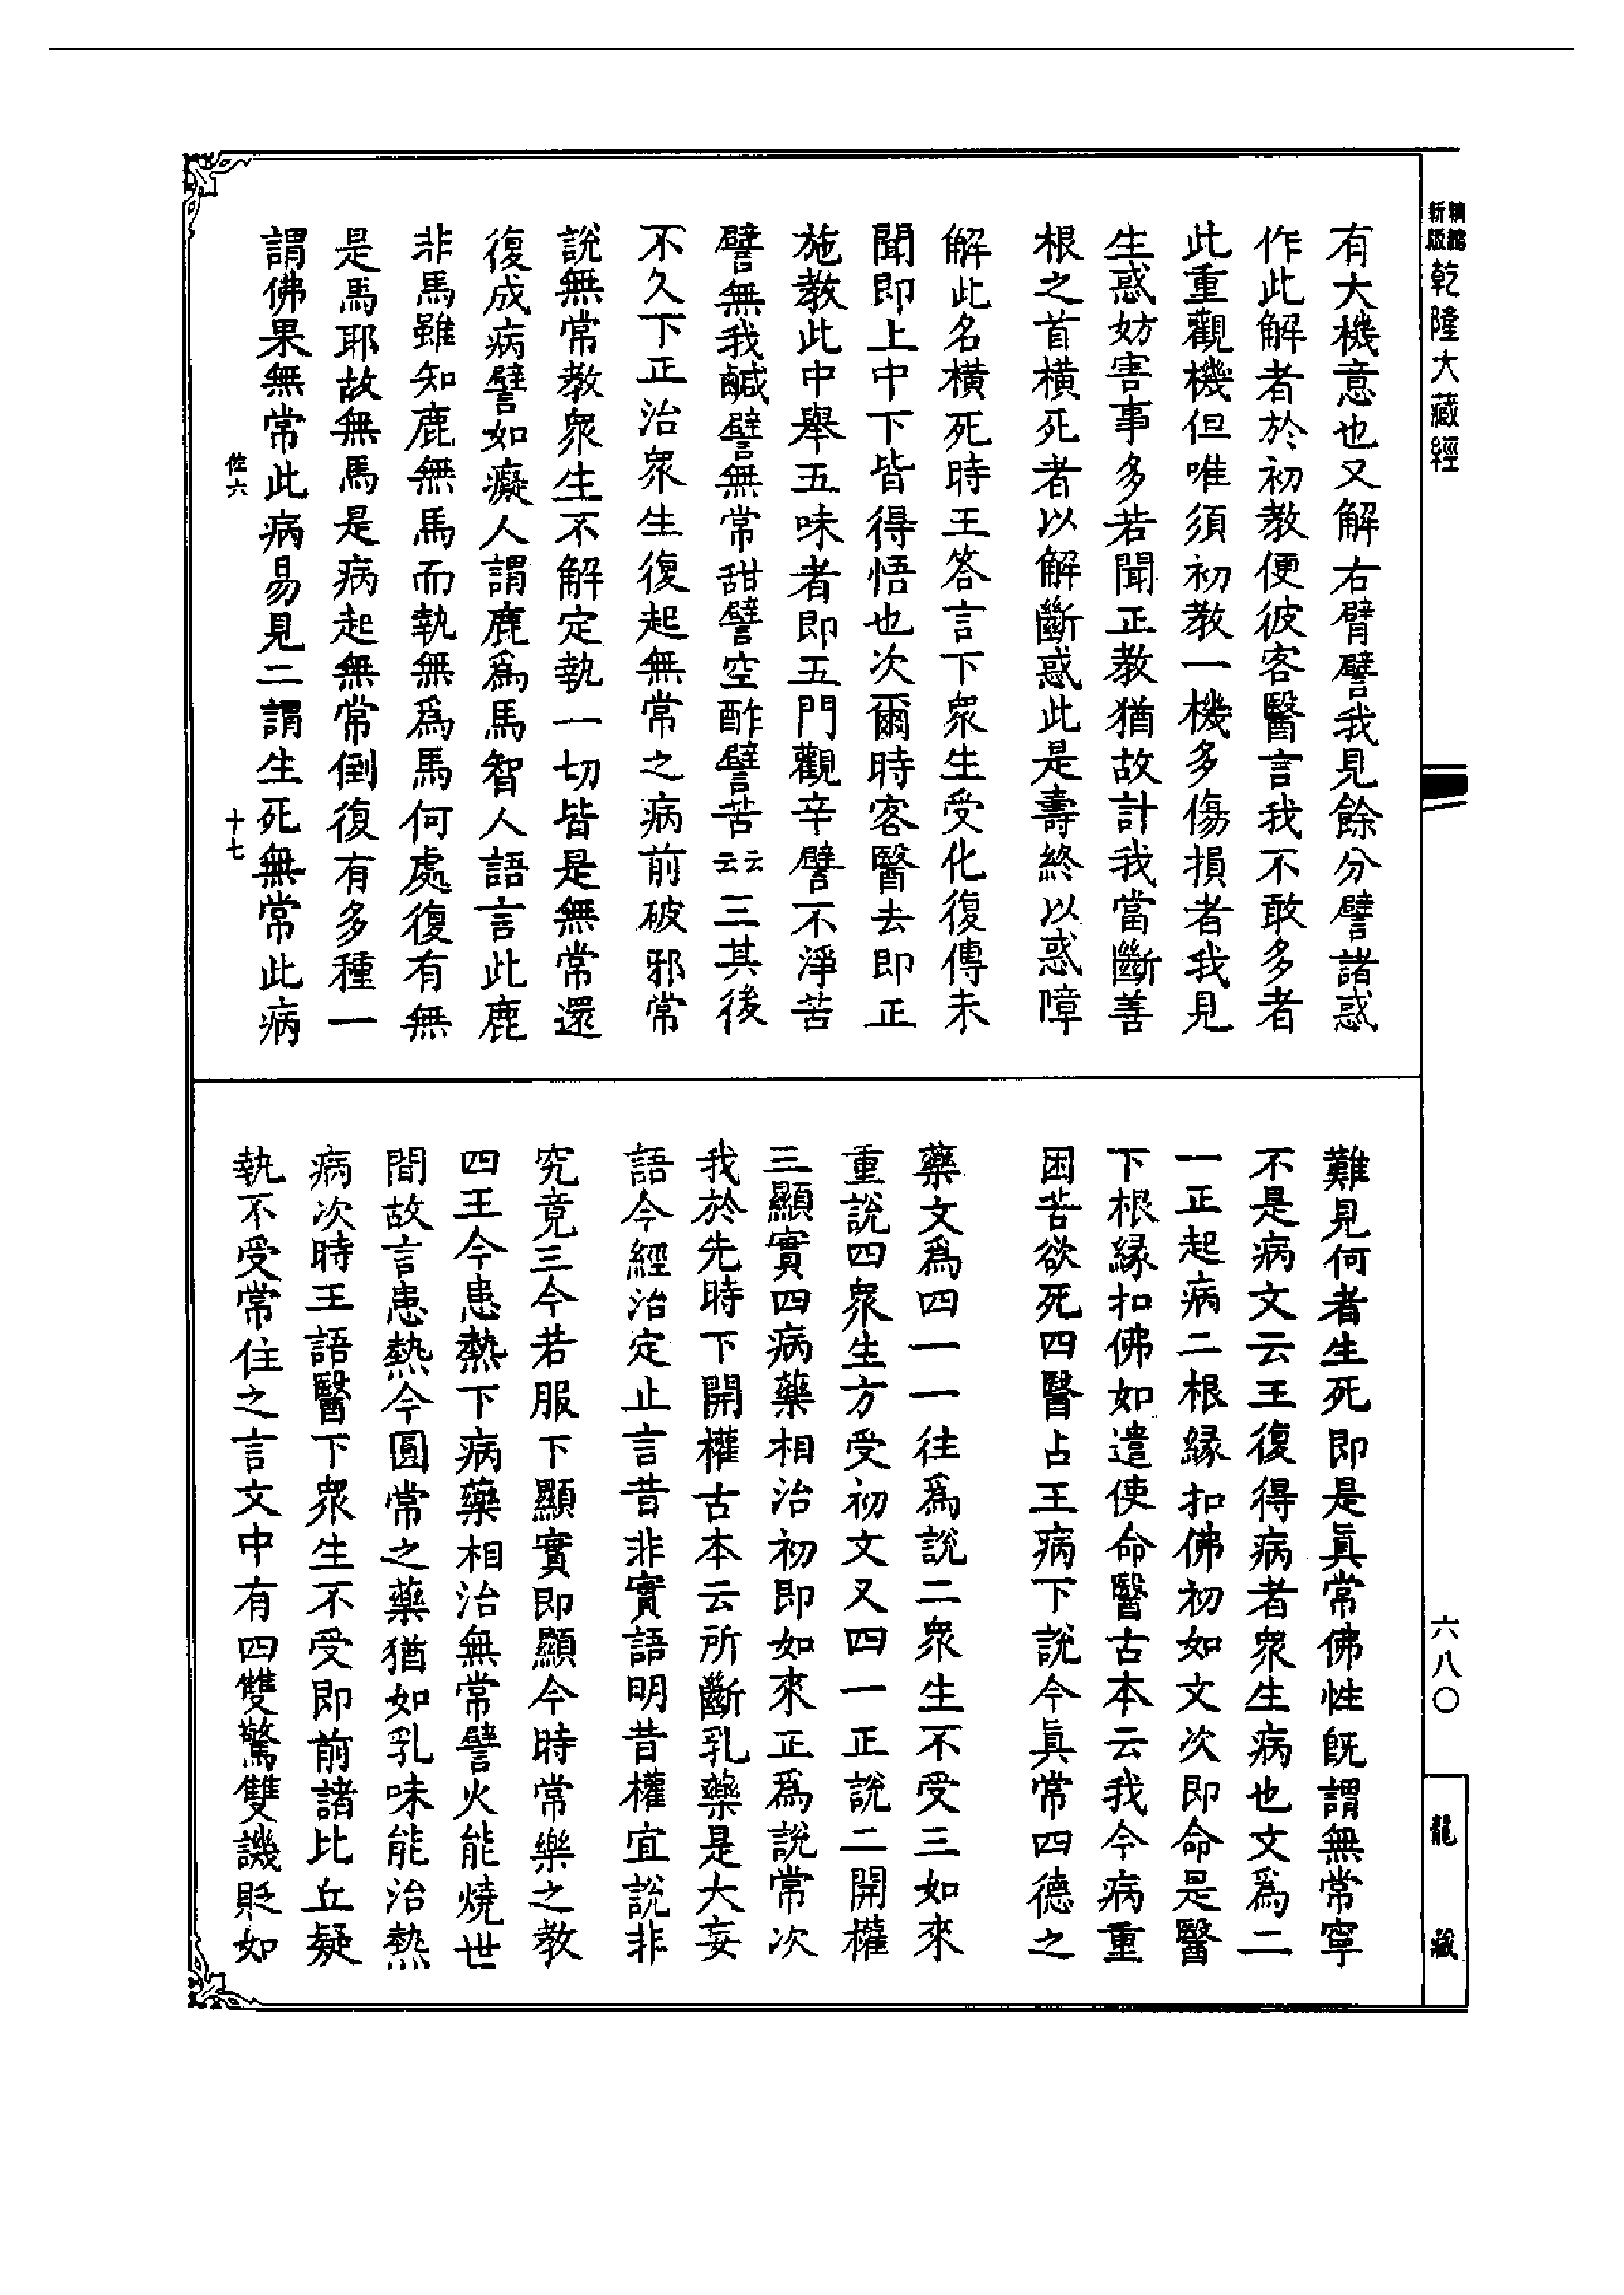 精縮新版乾隆大藏經
有大機意也又解右臂譬我見餘分譬諸惑
作此解者於初教便彼客醫言我不敢多者
此重觀機但唯須初教一機多傷損者我見
生惑妨害事多若聞正教猶故計我當斷善
根之首橫死者以解斷惑此是壽終以惑障
解此名橫死時王答言下眾生受化復傳未
聞即上中下皆得悟也次爾時客醫去即正
施教此中舉五味者即五門觀辛譬不淨苦
譬無我鹹譬無常甜譬空酢譬苦云云三其後
不久下正治眾生復起無常之病前破邪常
說無常教眾生不解定執一切皆是無常還
復成病譬如癡人謂鹿為馬智人語言此鹿
非馬雖知鹿無馬而執無為馬何處復有無
是馬耶故無馬是病起無常倒復有多種一
謂佛果無常此病易見二謂生死無常此病
佐六 十七
難見何者生死即是真常佛性既謂無常寧
不是病文云王復得病者眾生病也文為二
一正起病二根緣扣佛初如文次即命是醫
下根緣扣佛如遣使命醫古本云我今病重
困苦欲死四醫占王病下說今真常四德之
藥文為四一一往為說二眾生不受三如來
重說四眾生方受初文又四一正說二開權
三顯實四病藥相治初即如來正為說常次
我於先時下開權古本云所斷乳藥是大妄
語今經治定止言昔非實語明昔權宜說非
究竟三今若服下顯實即顯今時常樂之教
四王今患熱下病藥相治無常譬火能燒世
間故言患熱今圓常之藥猶如乳味能治熱
病次時王語醫下眾生不受即前諸比丘疑
執不受常住之言文中有四雙驚雙譏貶如
六八〇
龍藏